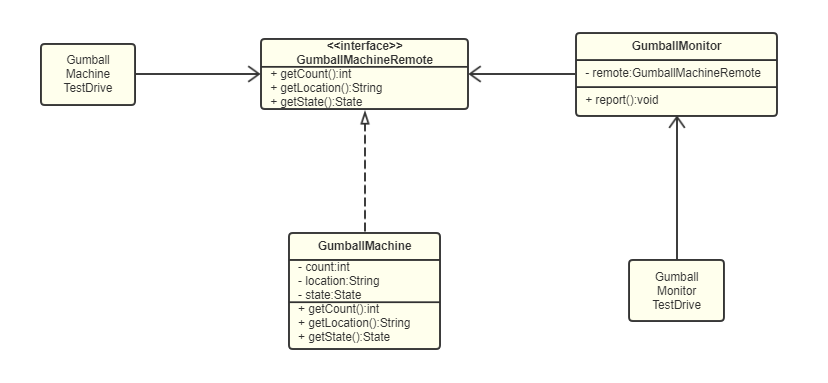 Gumball
Machine
TestDrive
<<interface>>
GumballMachineRemote
+ getCount():int
+ getLocation():String
+ getState():State
GumballMonitor
- remote:GumballMachineRemote
+ report():void
GumballMachine
- count:int
- location:String
- state:State
+ getCount():int
+ getLocation():String
+ getState():State
Gumball
Monitor
TestDrive